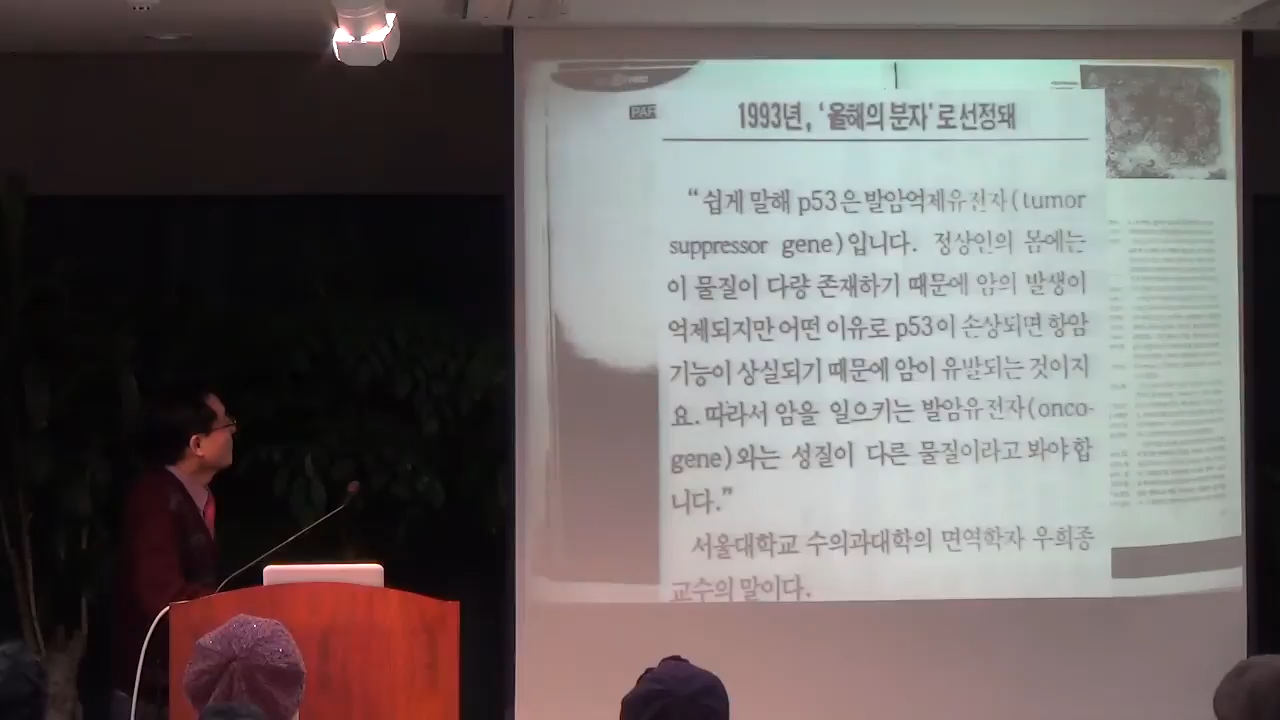 PAR
1993년, ‘올해의 분자’로 선정돼
“쉽게 말해 p53은 발암억제유전자(tumor
suppressor gene)입니다. 정상인의 몸에는
이 물질이 다량 존재하기 때문에 암의 발생이
억제되지만 어떤 이유로 p53이 손상되면 항암
기능이 상실되기 때문에 암이 유발되는 것이지
요. 따라서 암을 일으키는 발암유전자(onco-
gene)와는 성질이 다른 물질이라고 봐야 합
니다.”
서울대학교 수의과대학의 면역학자 우희종
교수의 말이다.